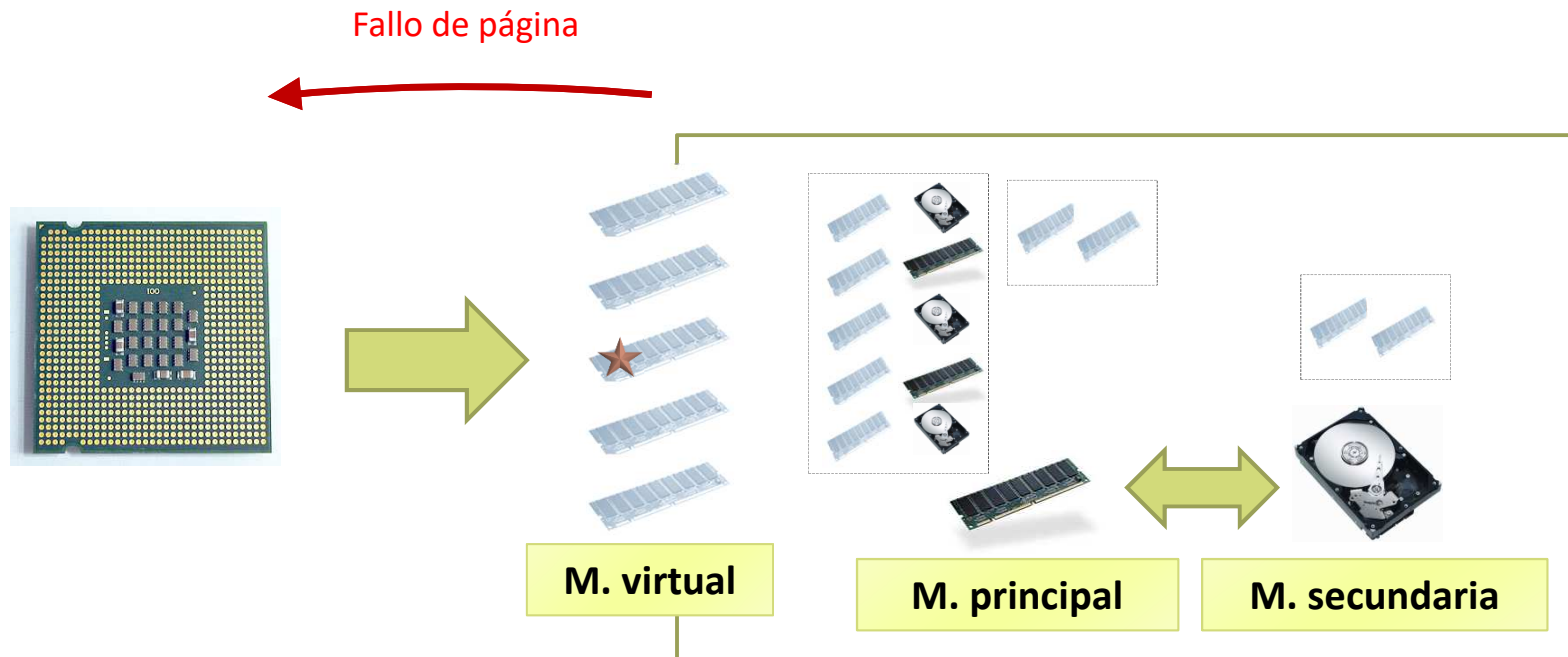 Fallo de página
M. virtual
M. principal
M. secundaria